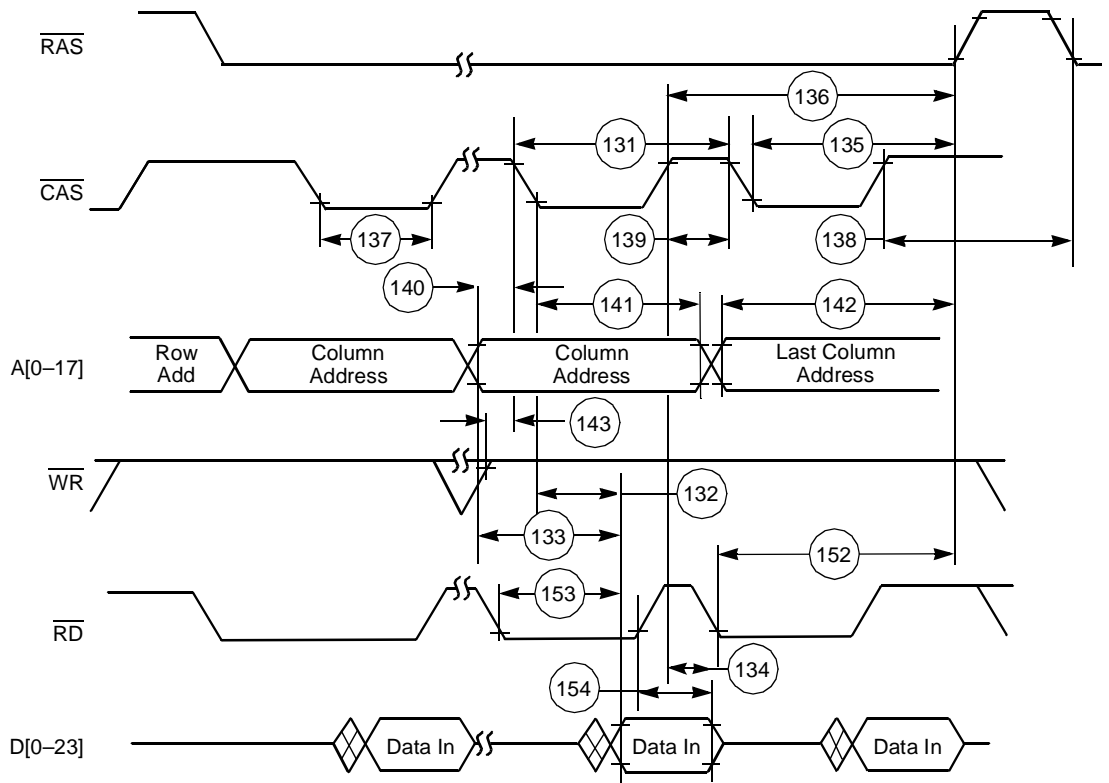 RAS
136
131
135
CAS
137
139
138
140
141
142
A[0–17]
Row
Add
Column
Address
Column
Address
Last Column
Address
143
WR
132
133
152
153
RD
134
154
D[0–23]
Data In
Data In
Data In